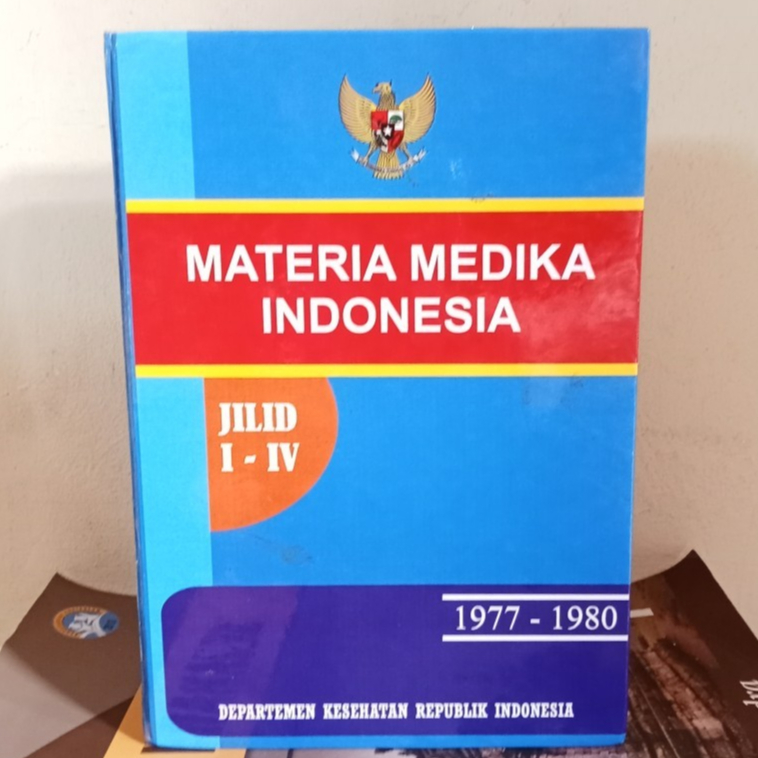 MATERIA MEDIKA
INDONESIA
JILID
I - IV
1977 - 1980
DEPARTEMEN KESEHATAN REPUBLIK INDONESIA